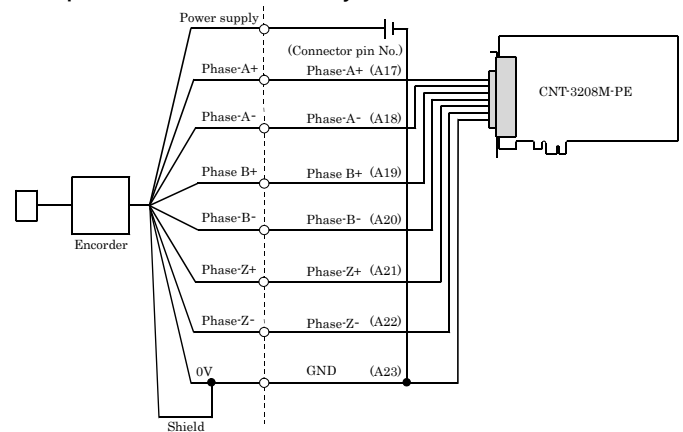 Power supply
(Connector pin No.)
Phase-A+ Phase-A+ (A17)
CNT-3208M-PE
Phase-A- Phase-A- (A18)
Phase B+ Phase B+ (A19)
Phase-B- Phase-B- (A20)
Encorder
Phase-Z+ Phase-Z+ (A21)
Phase-Z- Phase-Z- (A22)
0V GND (A23)
Shield